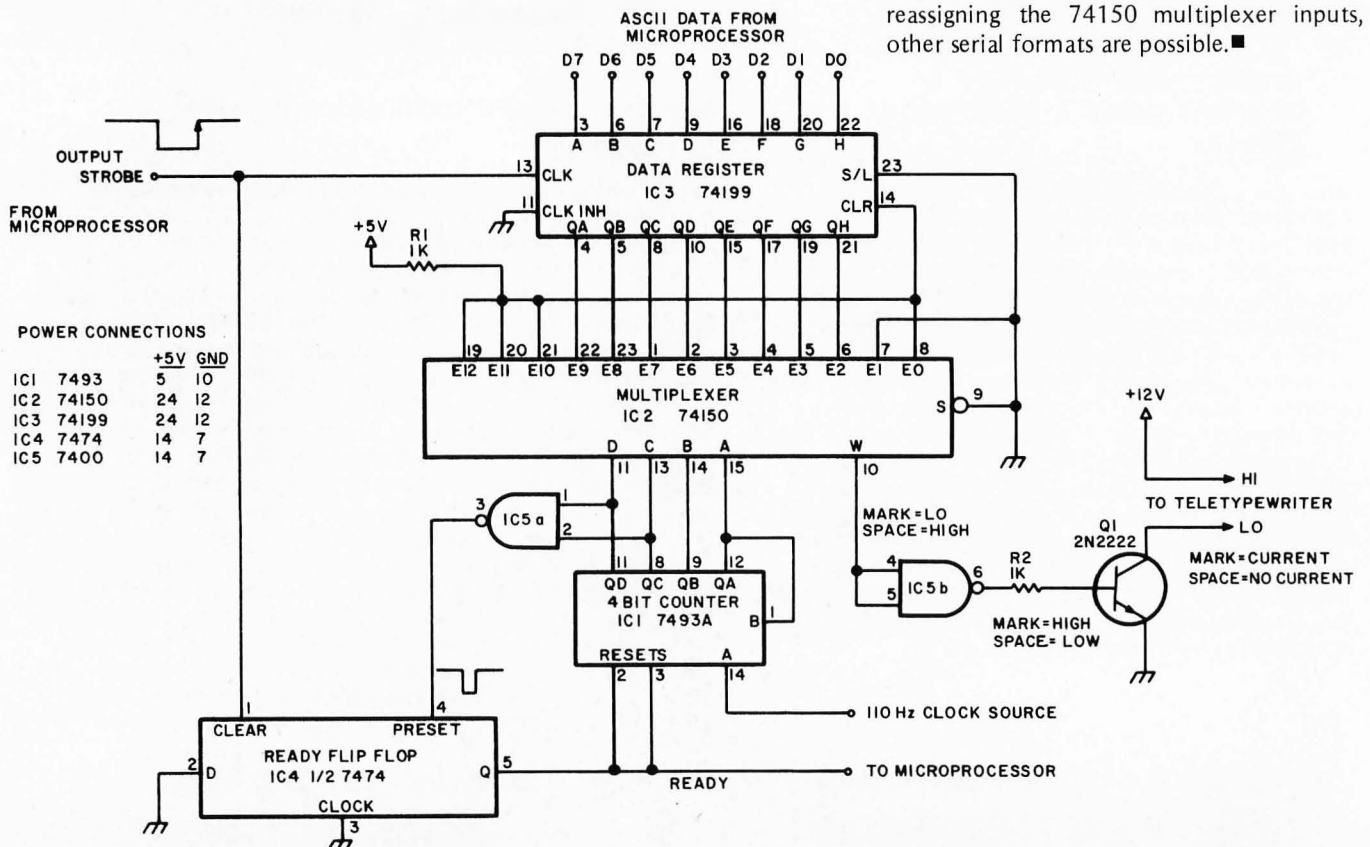 reassigning the 74150 multiplexer inputs,
other serial formats are possible.■
ASCII DATA FROM
MICROPROCESSOR
D7 D6 D5 D4 D3 D2 D1 D0
3 6 7 9 16 18 20 22
A B C D E F G H
OUTPUT
STROBE
FROM
MICROPROCESSOR
13 CLK
DATA REGISTER
IC3 74199
S/L 23
11 CLK INH
CLR 14
QA QB QC QD QE QF QG QH
4 5 8 10 15 17 19 21
+5V
R1
1K
POWER CONNECTIONS
+5V GND
IC1 7493 5 10
IC2 74150 24 12
IC3 74199 24 12
IC4 7474 14 7
IC5 7400 14 7
19 20 21 22 23 1 2 3 4 5 6 7 8
E12 E11 E10 E9 E8 E7 E6 E5 E4 E3 E2 E1 E0
MULTIPLEXER
IC2 74150
S 9
D C B A W
11 13 14 15 10
+12V
HI
TO TELETYPEWRITER
LO
MARK=CURRENT
SPACE=NO CURRENT
3 IC5a 1
2
MARK=LO
SPACE=HIGH
4
5 IC5b 6
R2
1K
Q1
2N2222
MARK=HIGH
SPACE=LOW
11 8 9 12
QD QC QB QA
4 BIT COUNTER
IC1 7493A
B 1
RESETS A
2 3 14
110 Hz CLOCK SOURCE
1 4
CLEAR PRESET
READY FLIP FLOP
IC4 1/2 7474
2 D
Q 5
READY
TO MICROPROCESSOR
CLOCK
3